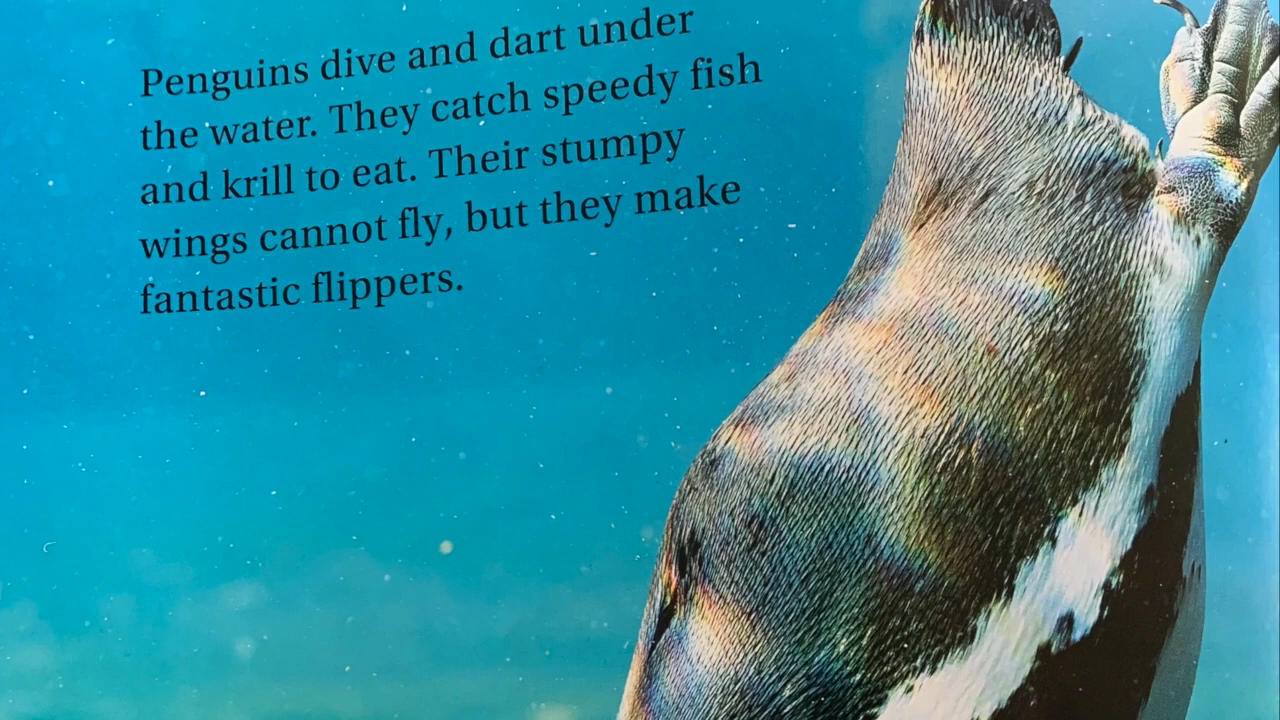 Penguins dive and dart under
the water. They catch speedy fish
and krill to eat. Their stumpy
wings cannot fly, but they make
fantastic flippers.